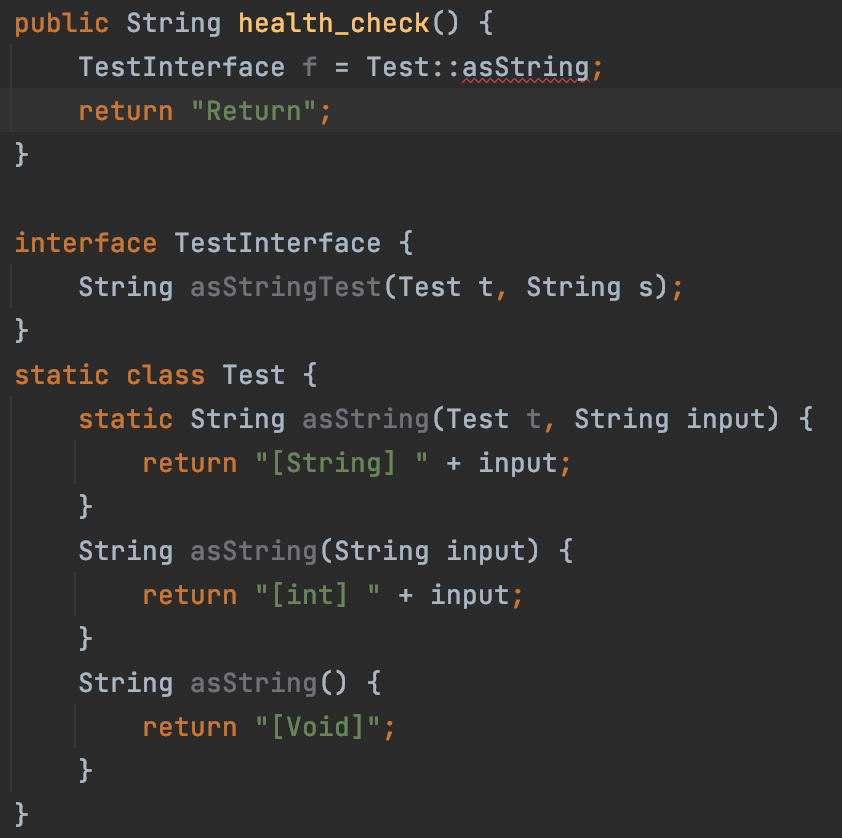 public String health_check() {
    TestInterface f = Test::asString;
    return "Return";
}

interface TestInterface {
    String asStringTest(Test t, String s);
}
static class Test {
    static String asString(Test t, String input) {
        return "[String] " + input;
    }
    String asString(String input) {
        return "[int] " + input;
    }
    String asString() {
        return "[Void]";
    }
}